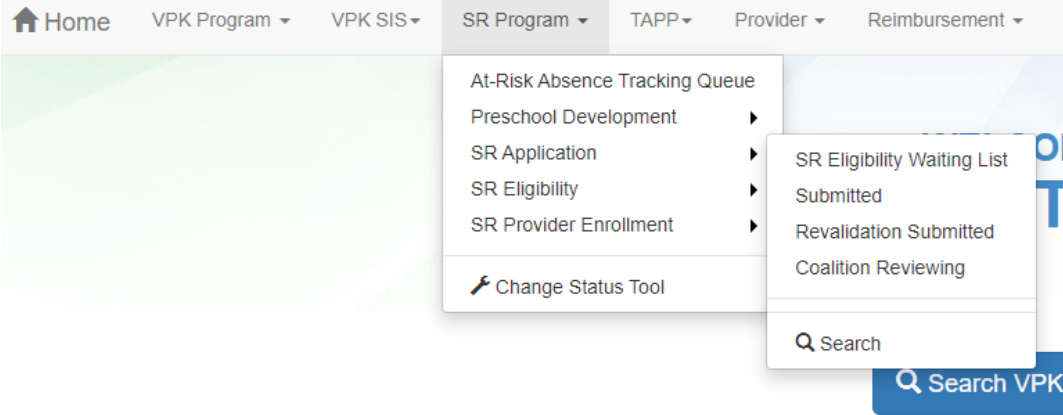 Home VPK Program VPK SIS SR Program TAPP Provider Reimbursement
At-Risk Absence Tracking Queue
Preschool Development
SR Application
SR Eligibility
SR Provider Enrollment
Change Status Tool
SR Eligibility Waiting List
Submitted
Revalidation Submitted
Coalition Reviewing
Search
Search VPK